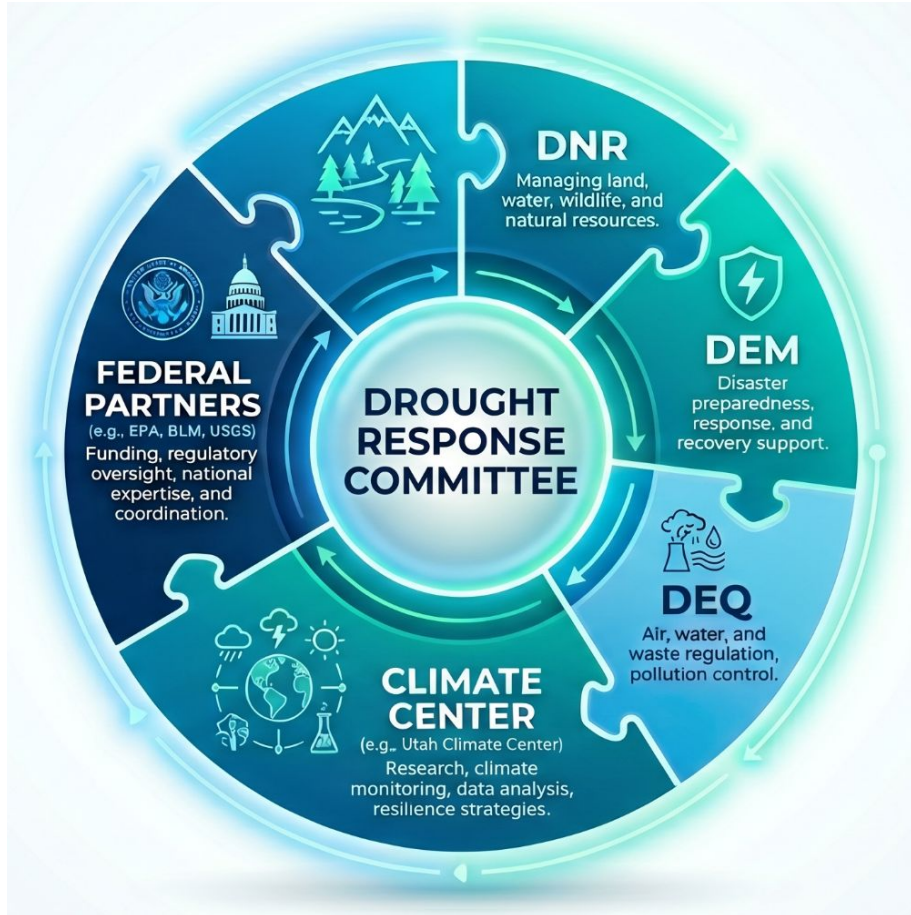 DNR
Managing land,
water, wildlife, and
natural resources.
DEM
Disaster
preparedness,
response, and
recovery support.
DEQ
Air, water, and
waste regulation,
pollution control.
CLIMATE
CENTER
(e.g., Utah Climate Center)
Research, climate
monitoring, data analysis,
resilience strategies.
FEDERAL
PARTNERS
(e.g., EPA, BLM, USGS)
Funding, regulatory
oversight, national
expertise, and
coordination.
DROUGHT
RESPONSE
COMMITTEE